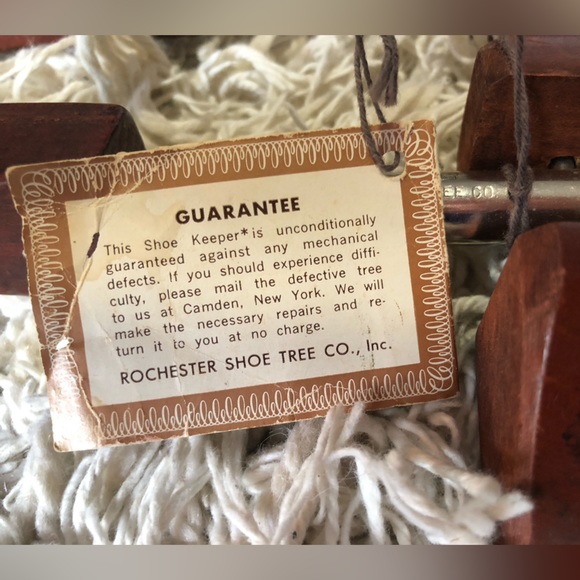 GUARANTEE
This Shoe Keeper* is unconditionally
guaranteed against any mechanical
defects. If you should experience diffi-
culty, please mail the defective tree
to us at Camden, New York. We will
make the necessary repairs and re-
turn it to you at no charge.
ROCHESTER SHOE TREE CO., Inc.
EE CO